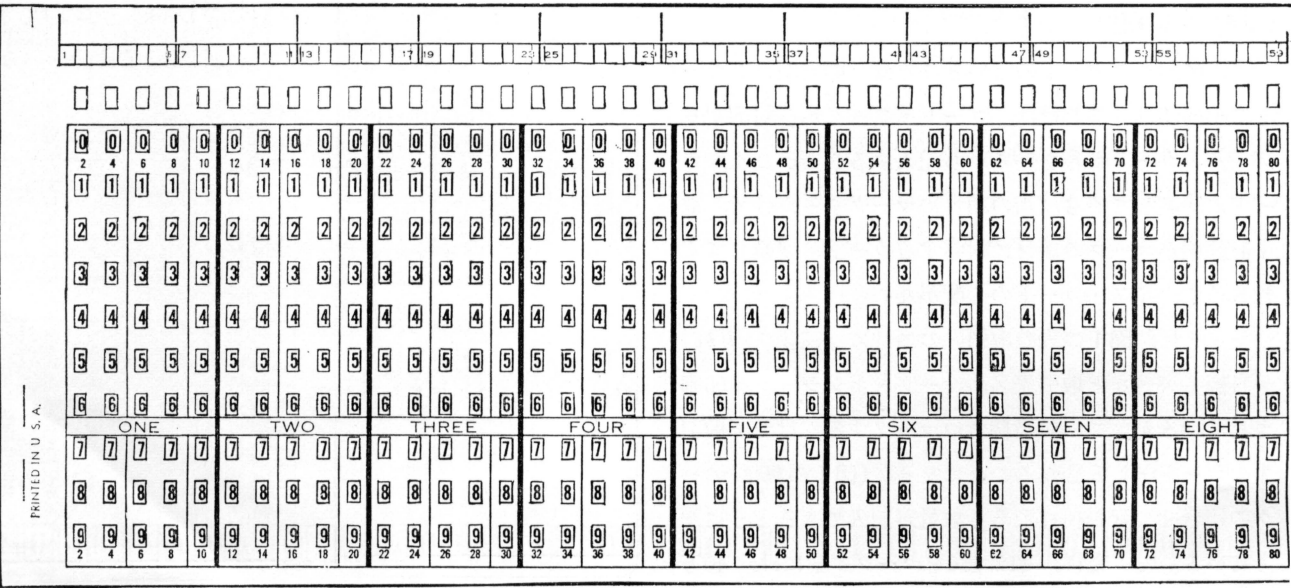 1 6 7 11 13 17 19 23 25 29 31 35 37 41 43 47 49 53 55 59
0 0 0 0 0 0 0 0 0 0 0 0 0 0 0 0 0 0 0 0 0 0 0 0 0 0 0 0 0 0 0 0 0 0 0 0 0 0 0 0
2 4 6 8 10 12 14 16 18 20 22 24 26 28 30 32 34 36 38 40 42 44 46 48 50 52 54 56 58 60 62 64 66 68 70 72 74 76 78 80
1 1 1 1 1 1 1 1 1 1 1 1 1 1 1 1 1 1 1 1 1 1 1 1 1 1 1 1 1 1 1 1 1 1 1 1 1 1 1 1
2 2 2 2 2 2 2 2 2 2 2 2 2 2 2 2 2 2 2 2 2 2 2 2 2 2 2 2 2 2 2 2 2 2 2 2 2 2 2 2
3 3 3 3 3 3 3 3 3 3 3 3 3 3 3 3 3 3 3 3 3 3 3 3 3 3 3 3 3 3 3 3 3 3 3 3 3 3 3 3
4 4 4 4 4 4 4 4 4 4 4 4 4 4 4 4 4 4 4 4 4 4 4 4 4 4 4 4 4 4 4 4 4 4 4 4 4 4 4 4
5 5 5 5 5 5 5 5 5 5 5 5 5 5 5 5 5 5 5 5 5 5 5 5 5 5 5 5 5 5 5 5 5 5 5 5 5 5 5 5
6 6 6 6 6 6 6 6 6 6 6 6 6 6 6 6 6 6 6 6 6 6 6 6 6 6 6 6 6 6 6 6 6 6 6 6 6 6 6 6
ONE TWO THREE FOUR FIVE SIX SEVEN EIGHT
7 7 7 7 7 7 7 7 7 7 7 7 7 7 7 7 7 7 7 7 7 7 7 7 7 7 7 7 7 7 7 7 7 7 7 7 7 7 7 7
8 8 8 8 8 8 8 8 8 8 8 8 8 8 8 8 8 8 8 8 8 8 8 8 8 8 8 8 8 8 8 8 8 8 8 8 8 8 8 8
9 9 9 9 9 9 9 9 9 9 9 9 9 9 9 9 9 9 9 9 9 9 9 9 9 9 9 9 9 9 9 9 9 9 9 9 9 9 9 9
2 4 6 8 10 12 14 16 18 20 22 24 26 28 30 32 34 36 38 40 42 44 46 48 50 52 54 56 58 60 62 64 66 68 70 72 74 76 78 80
PRINTED IN U S. A.